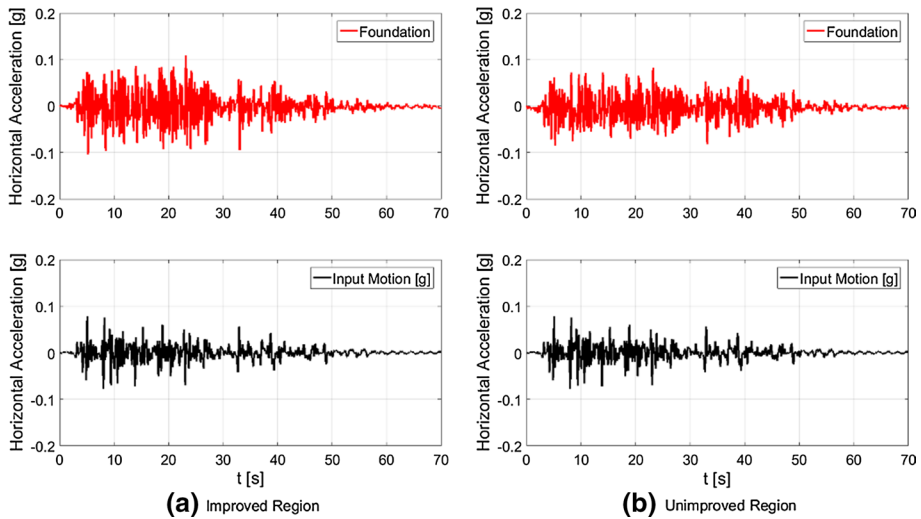 Horizontal Acceleration [g]
0.2
0.1
0
-0.1
-0.2
Foundation
0 10 20 30 40 50 60 70
Horizontal Acceleration [g]
0.2
0.1
0
-0.1
-0.2
Foundation
0 10 20 30 40 50 60 70
Horizontal Acceleration [g]
0.2
0.1
0
-0.1
-0.2
Input Motion [g]
0 10 20 30 40 50 60 70
t [s]
Horizontal Acceleration [g]
0.2
0.1
0
-0.1
-0.2
Input Motion [g]
0 10 20 30 40 50 60 70
t [s]
(a) Improved Region
(b) Unimproved Region